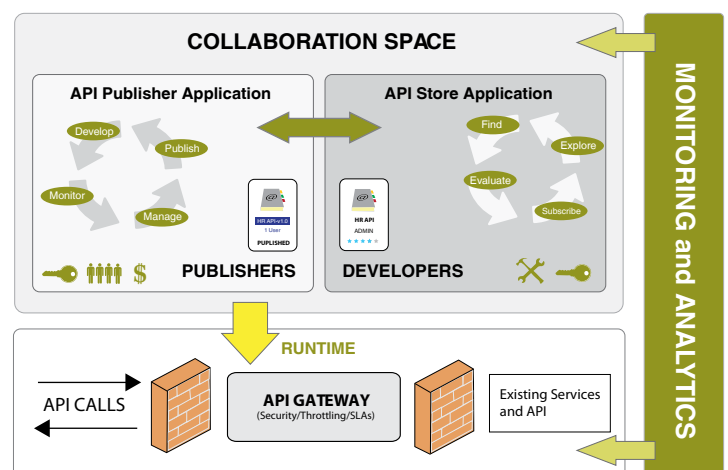 COLLABORATION SPACE
API Publisher Application
Develop
Publish
Monitor
Manage
@
HR API-v1.0
1 User
PUPLISHED
PUBLISHERS
$
API Store Application
Find
Explore
Evaluate
Subscribe
@
HR API
ADMIN
DEVELOPERS
MONITORING and ANALYTICS
RUNTIME
API CALLS
API GATEWAY
(Security/Throttling/SLAs)
Existing Services
and API